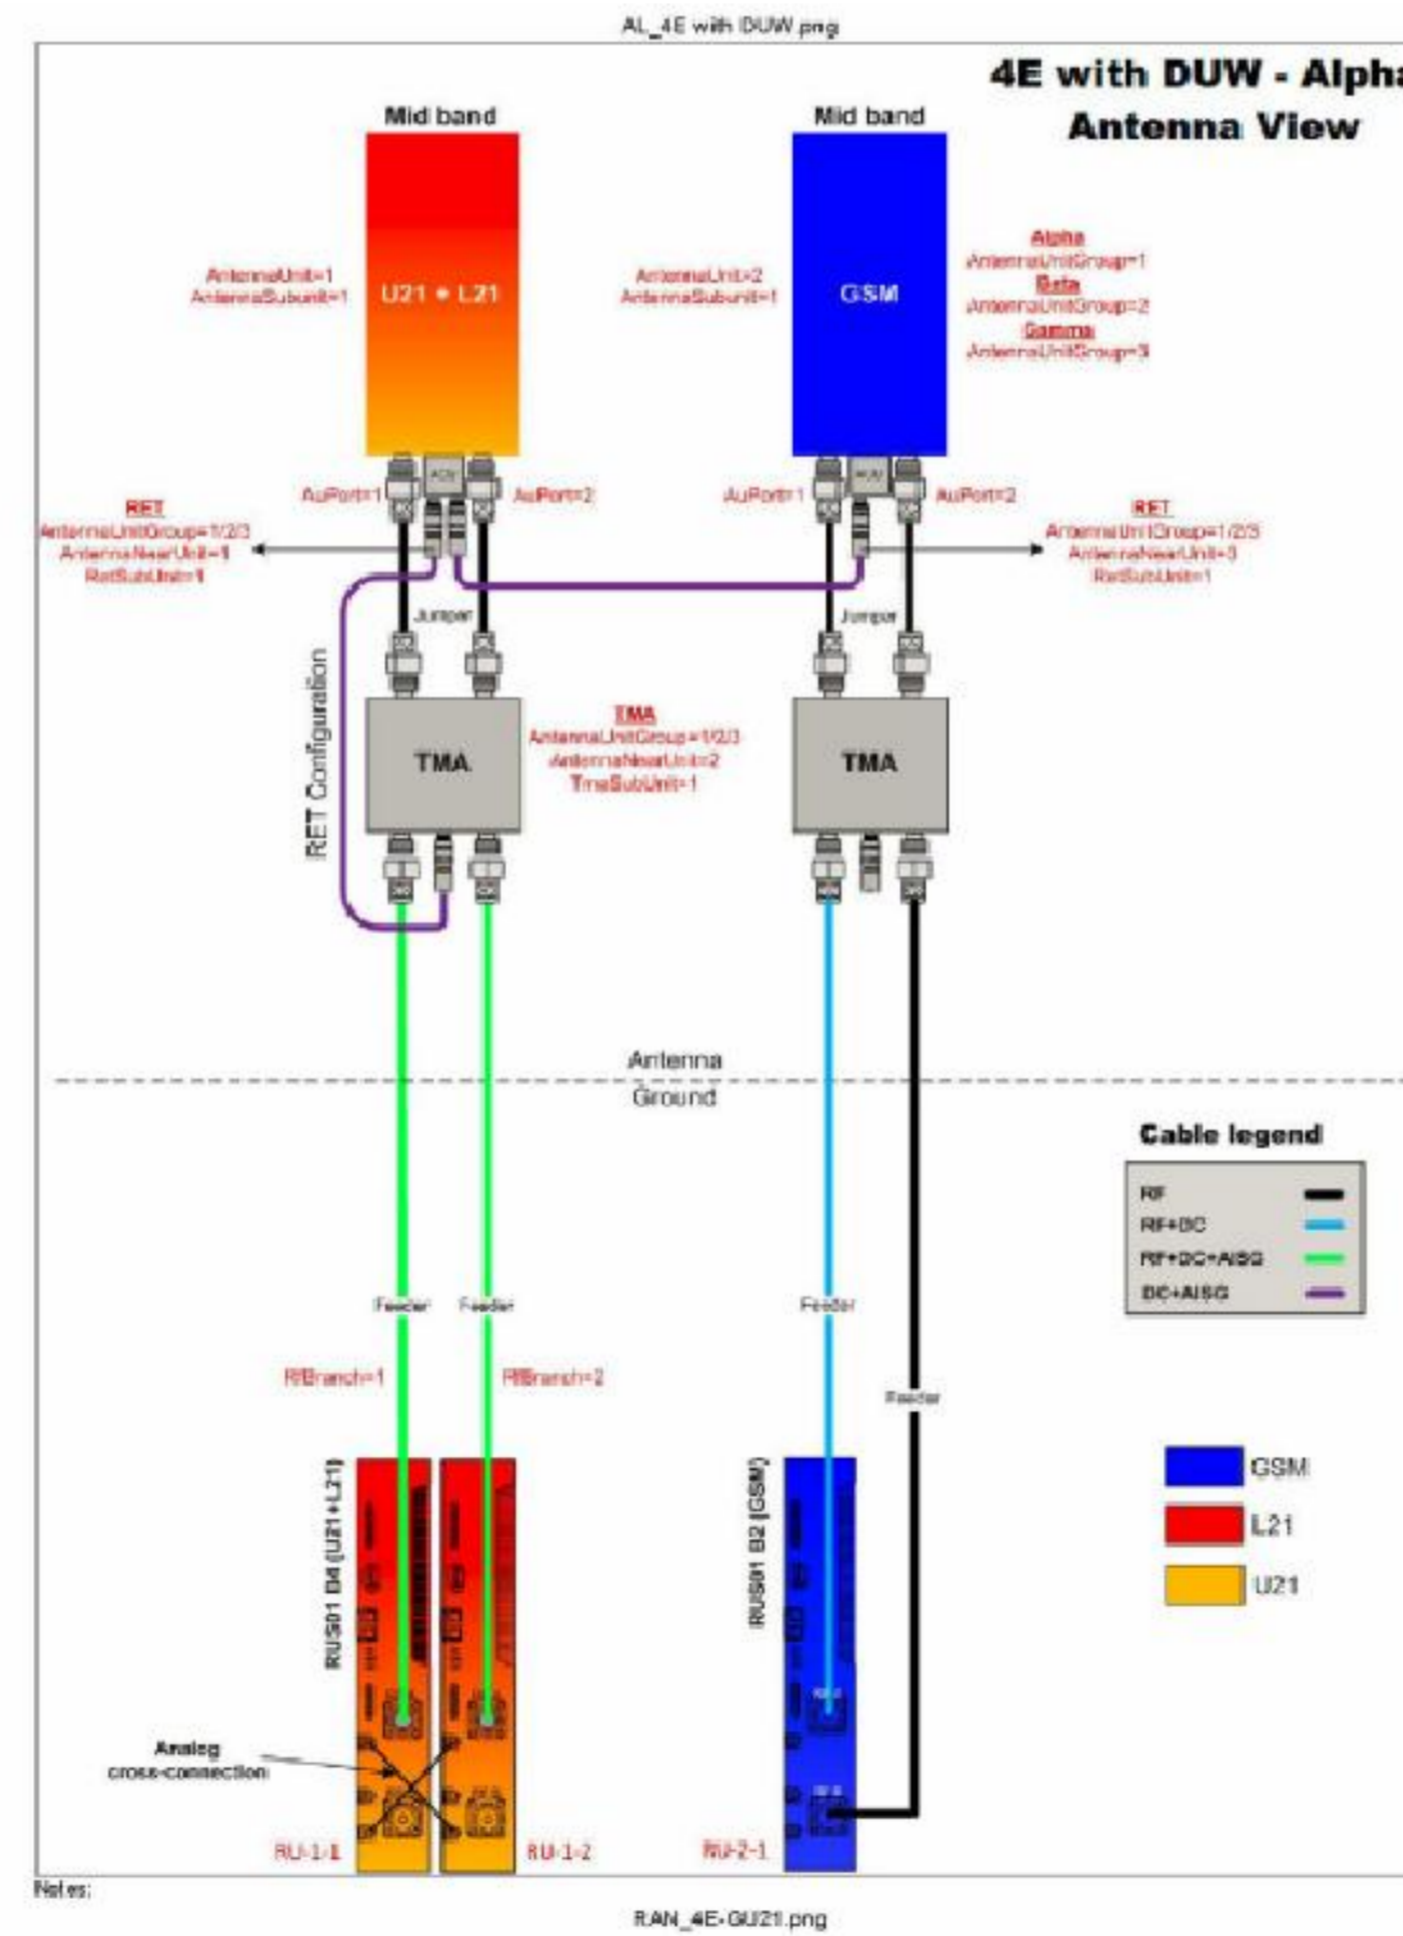 AL_4E with DUW.png
4E with DUW - Alpha
Antenna View
Mid band
Mid band
AntennaUnit=1
AntennaSubunit=1
U21 + L21
AntennaUnit=2
AntennaSubunit=1
GSM
Alpha
AntennaUnitGroup=1
Beta
AntennaUnitGroup=2
Gamma
AntennaUnitGroup=3
ACU
ACU
AuPort=1
AuPort=2
AuPort=1
AuPort=2
RET
AntennaUnitGroup=1/2/3
AntennaNearUnit=1
RetSubUnit=1
RET
AntennaUnitGroup=1/2/3
AntennaNearUnit=3
RetSubUnit=1
Jumper
Jumper
RET Configuration
TMA
TMA
AntennaUnitGroup=1/2/3
AntennaNearUnit=2
TmaSubUnit=1
TMA
Antenna
Ground
Cable legend
RF
RF+DC
RF+DC+AISG
DC+AISG
Feeder
Feeder
Feeder
Feeder
RfBranch=1
RfBranch=2
RUS01 B4 (U21+L21)
RUS01 B2 (GSM)
GSM
L21
U21
Analog
cross-connection
RU-1-1
RU-1-2
RU-2-1
Notes:
RAN_4E-GU21.png